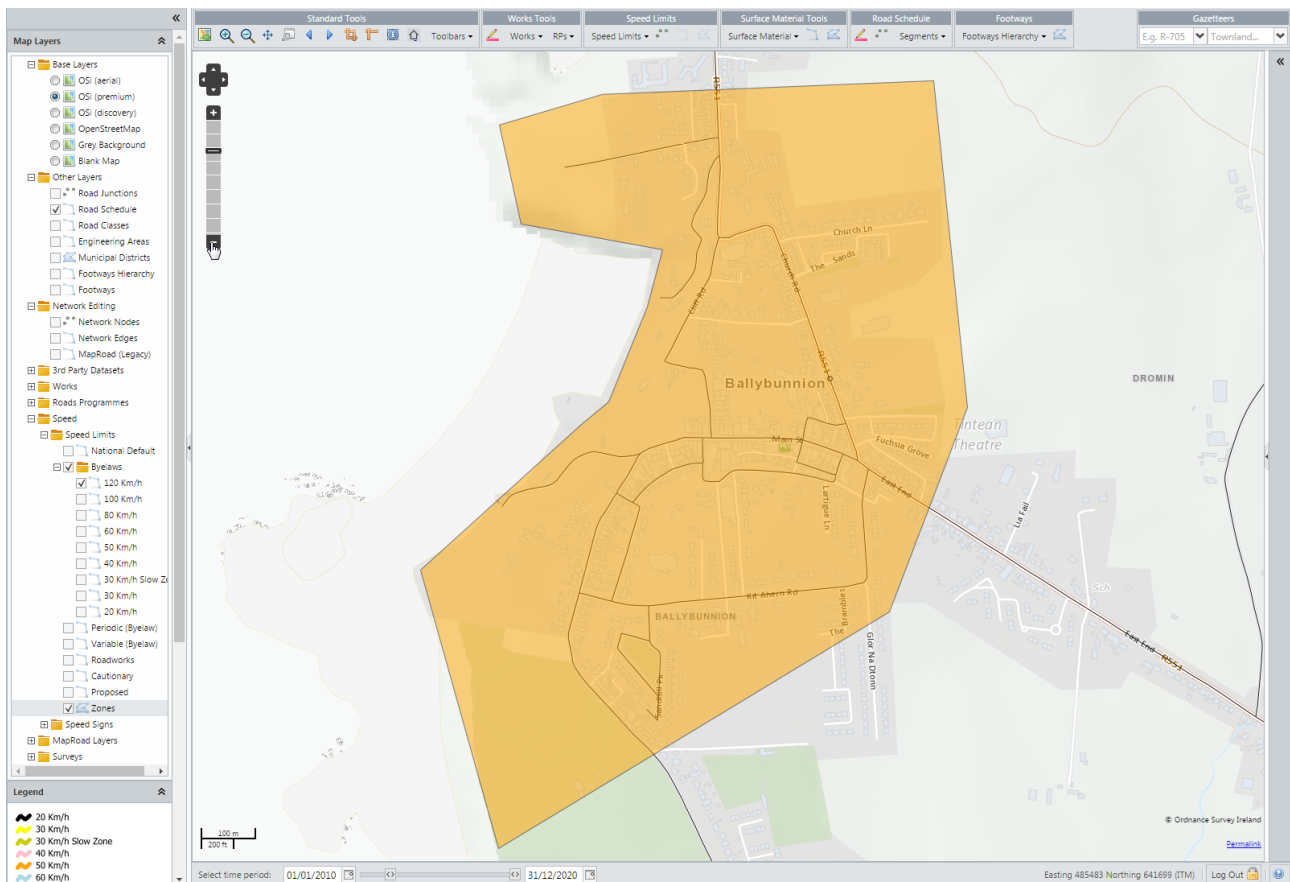 Standard Tools
Works Tools
Speed Limits
Surface Material Tools
Road Schedule
Footways
Gazetteers
Toolbars
Works
RPs
Speed Limits
Surface Material
Segments
Footways Hierarchy
E.g. R-705
Townland...
Map Layers
Base Layers
OSi (aerial)
OSi (premium)
OSi (discovery)
OpenStreetMap
Grey Background
Blank Map
Other Layers
Road Junctions
Road Schedule
Road Classes
Engineering Areas
Municipal Districts
Footways Hierarchy
Footways
Network Editing
Network Nodes
Network Edges
MapRoad (Legacy)
3rd Party Datasets
Works
Roads Programmes
Speed
Speed Limits
National Default
Byelaws
120 Km/h
100 Km/h
80 Km/h
60 Km/h
50 Km/h
40 Km/h
30 Km/h Slow Z
30 Km/h
20 Km/h
Periodic (Byelaw)
Variable (Byelaw)
Roadworks
Cautionary
Proposed
Zones
Speed Signs
MapRoad Layers
Surveys
Legend
20 Km/h
30 Km/h
30 Km/h Slow Zone
40 Km/h
50 Km/h
60 Km/h
R551
Church Ln
The Sands
Church Rd
Cliff Rd
R551
Ballybunnion
DROMIN
Tintean
Theatre
Main St
Fuchsia Grove
East End
Lartigue Ln
Lia Fail
Sch
Kit Ahern Rd
BALLYBUNNION
The Brambles
Glór Na Dtonn
East End
R551
Sandhill Pk
100 m
200 ft
© Ordnance Survey Ireland
Permalink
Select time period:
01/01/2010
31/12/2020
Easting 485483 Northing 641699 (ITM)
Log Out